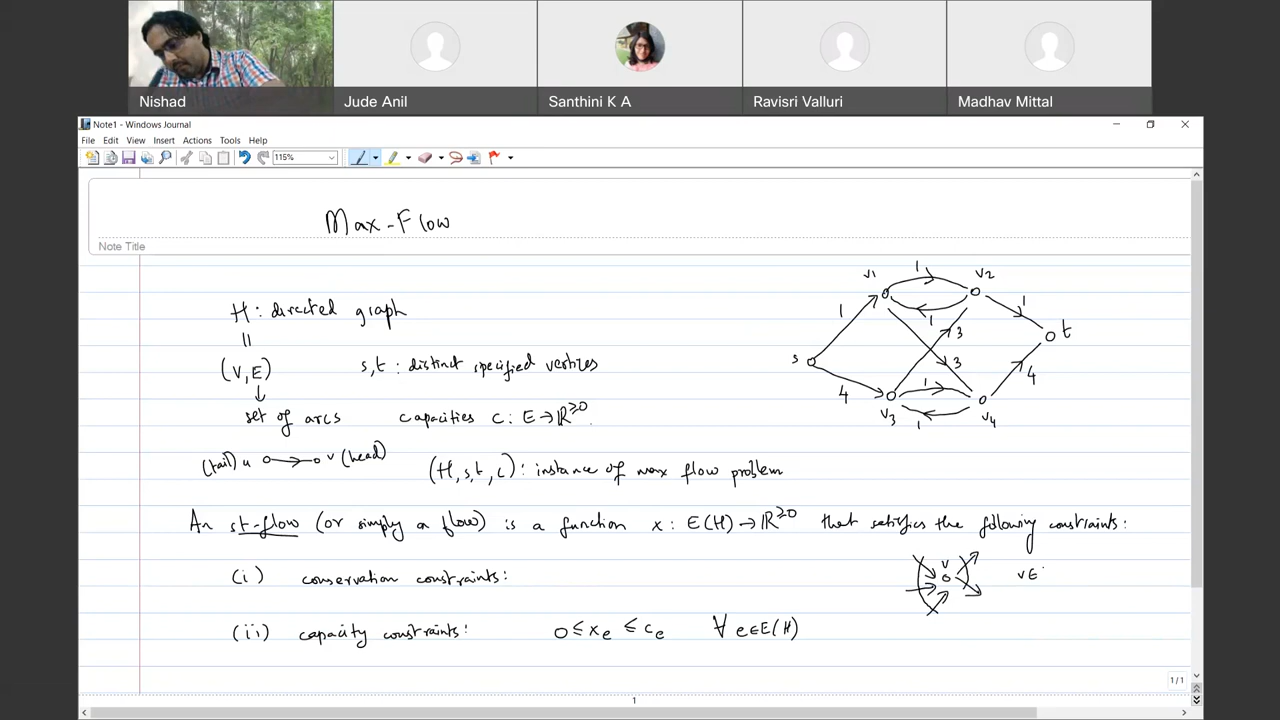 Nishad
Jude Anil
Santhini K A
Ravisri Valluri
Madhav Mittal
Note1 - Windows Journal
File Edit View Insert Actions Tools Help
115%
Max-Flow
Note Title
H : directed graph
||
(V, E)
s,t : distinct specified vertices
set of arcs
capacities c : E → ℝ≥0
(tail) u → v (head)
(H, s, t, c) : instance of max flow problem
An st-flow (or simply a flow) is a function x : E(H) → ℝ≥0 that satisfies the following constraints:
(i) conservation constraints:
v
v ∈
(ii) capacity constraints: 0 ≤ xe ≤ ce ∀ e ∈ E(H)
v1 1 v2
1 1 1
s 3 t
3
4 1 4
v3 1 v4
1/1
1